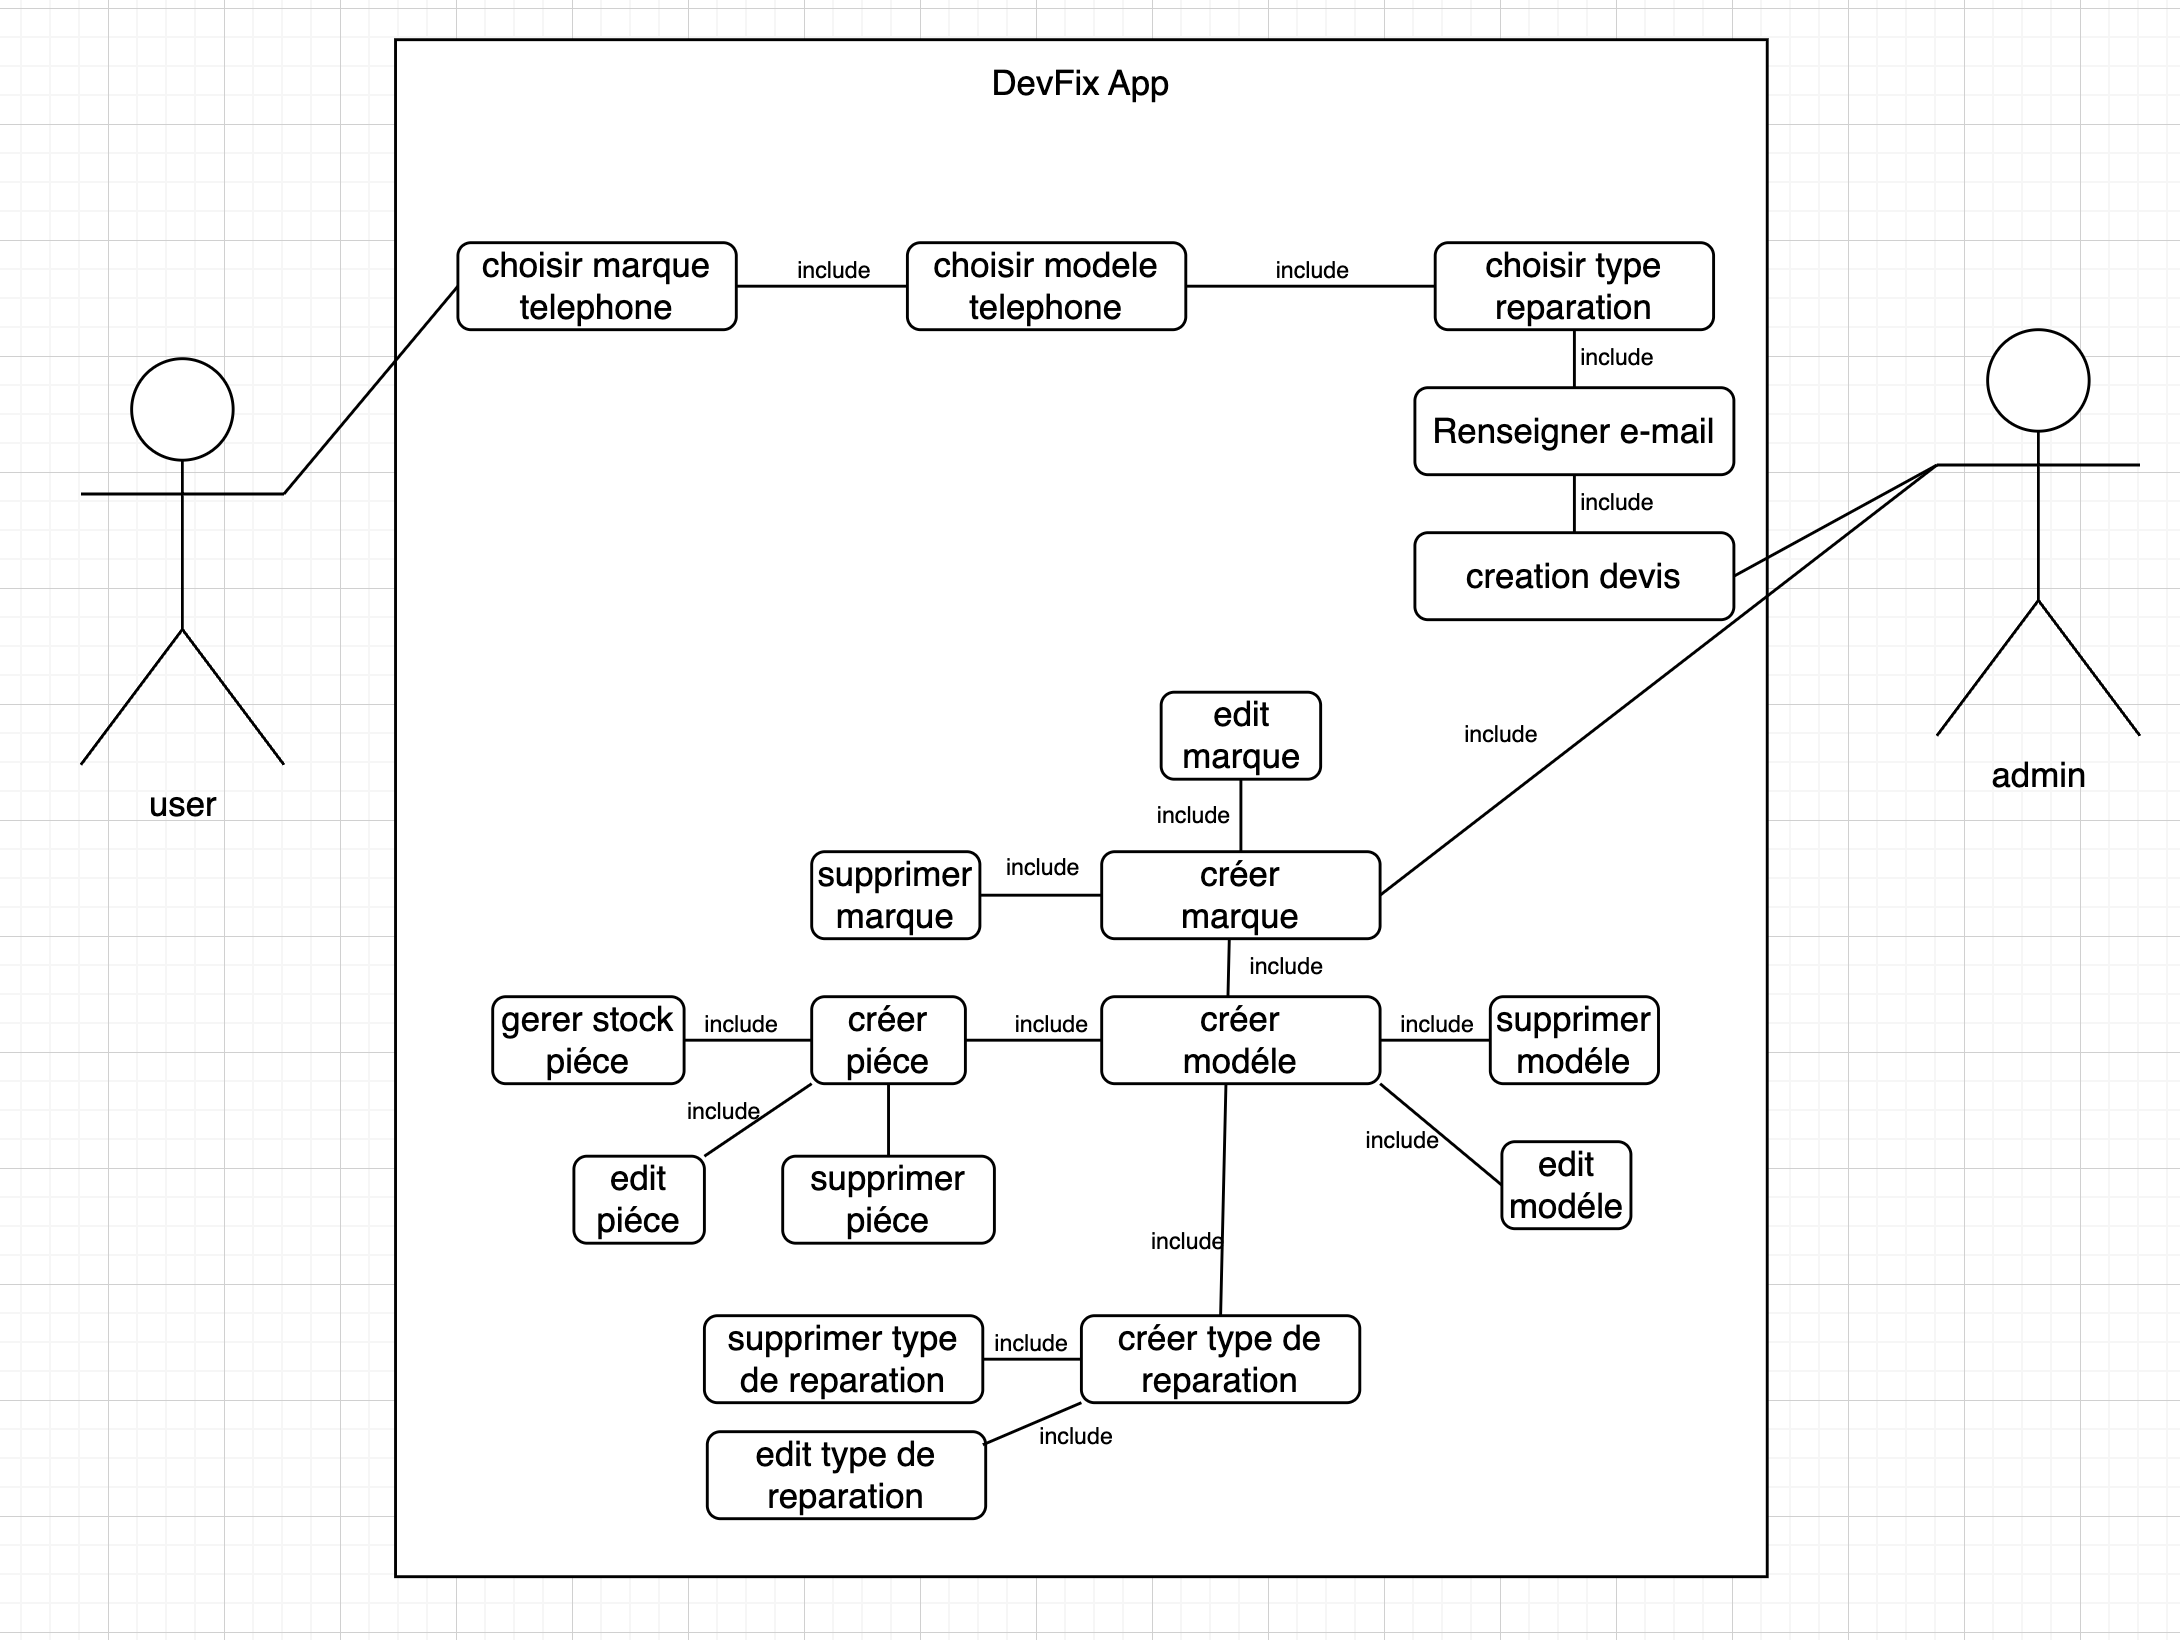 DevFix App
choisir marque
telephone
include
choisir modele
telephone
include
choisir type
reparation
include
Renseigner e-mail
include
creation devis
user
admin
include
edit
marque
include
supprimer
marque
include
créer
marque
include
gerer stock
piéce
include
créer
piéce
include
créer
modéle
include
supprimer
modéle
include
edit
piéce
supprimer
piéce
include
edit
modéle
include
supprimer type
de reparation
include
créer type de
reparation
include
edit type de
reparation